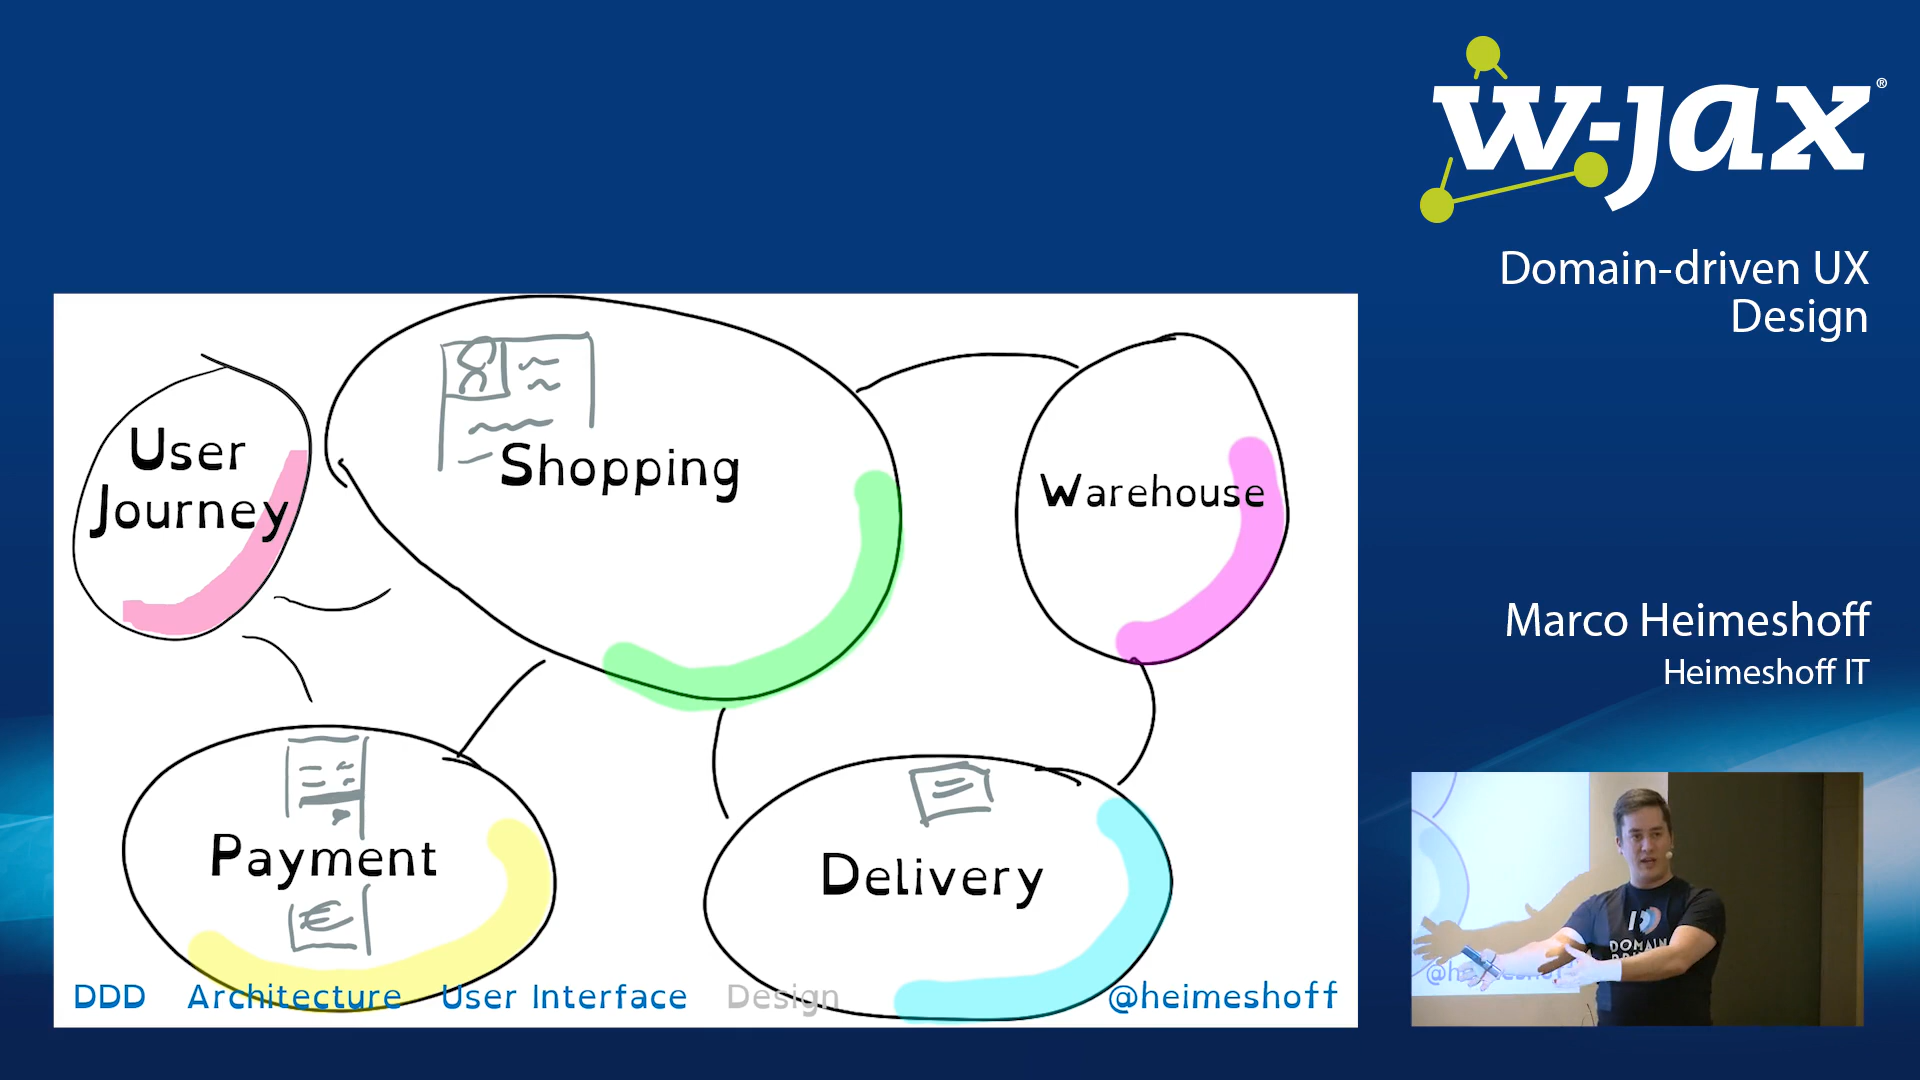 w-jax®
Domain-driven UX
Design
User
Journey
Shopping
Warehouse
Payment
€
Delivery
DDD Architecture User Interface Design @heimeshoff
Marco Heimeshoff
Heimeshoff IT
DOMAIN